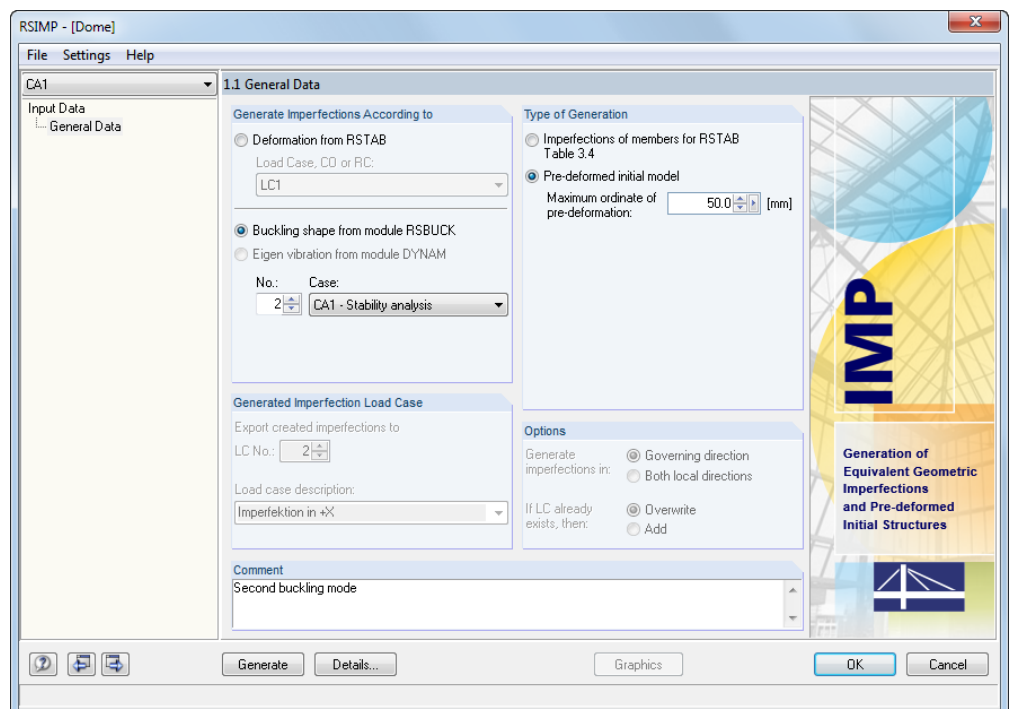 RSIMP - [Dome]
File Settings Help
CA1
1.1 General Data
Input Data
General Data
Generate Imperfections According to
Deformation from RSTAB
Load Case, CO or RC:
LC1
Buckling shape from module RSBUCK
Eigen vibration from module DYNAM
No.: Case:
2 CA1 - Stability analysis
Type of Generation
Imperfections of members for RSTAB
Table 3.4
Pre-deformed initial model
Maximum ordinate of
pre-deformation:
50.0 [mm]
Generated Imperfection Load Case
Export created imperfections to
LC No.: 2
Load case description:
Imperfektion in +X
Options
Generate
imperfections in:
Governing direction
Both local directions
If LC already
exists, then:
Overwrite
Add
Comment
Second buckling mode
IMP
Generation of
Equivalent Geometric
Imperfections
and Pre-deformed
Initial Structures
Generate Details... Graphics OK Cancel